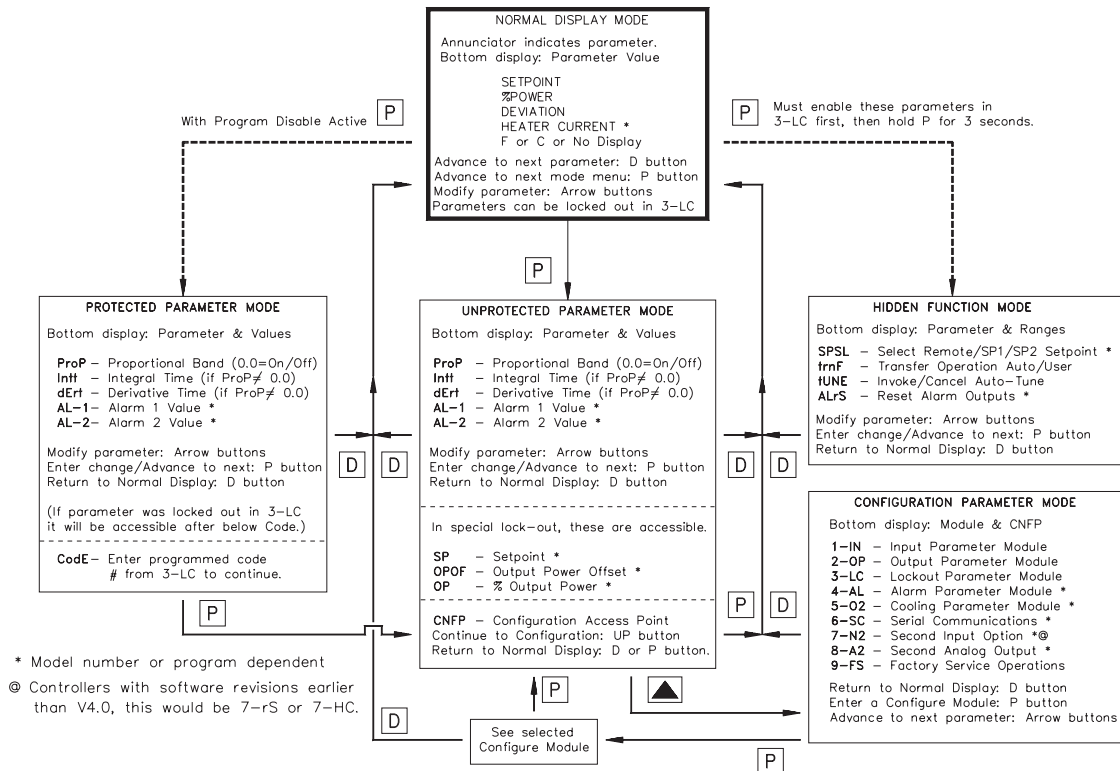 NORMAL DISPLAY MODE
Annunciator indicates parameter.
Bottom display: Parameter Value
SETPOINT
%POWER
DEVIATION
HEATER CURRENT *
F or C or No Display
Advance to next parameter: D button
Advance to next mode menu: P button
Modify parameter: Arrow buttons
Parameters can be locked out in 3-LC
With Program Disable Active
P
P
Must enable these parameters in
3-LC first, then hold P for 3 seconds.
P
PROTECTED PARAMETER MODE
Bottom display: Parameter & Values
ProP – Proportional Band (0.0=On/Off)
Intt – Integral Time (if ProP≠ 0.0)
dErt – Derivative Time (if ProP≠ 0.0)
AL-1– Alarm 1 Value *
AL-2– Alarm 2 Value *
Modify parameter: Arrow buttons
Enter change/Advance to next: P button
Return to Normal Display: D button
(If parameter was locked out in 3-LC
it will be accessible after below Code.)
CodE– Enter programmed code
# from 3-LC to continue.
P
D
D
UNPROTECTED PARAMETER MODE
Bottom display: Parameter & Values
ProP – Proportional Band (0.0=On/Off)
Intt – Integral Time (if ProP≠ 0.0)
dErt – Derivative Time (if ProP≠ 0.0)
AL-1 – Alarm 1 Value *
AL-2 – Alarm 2 Value *
Modify parameter: Arrow buttons
Enter change/Advance to next: P button
Return to Normal Display: D button
In special lock-out, these are accessible.
SP – Setpoint *
OPOF – Output Power Offset *
OP – % Output Power *
CNFP – Configuration Access Point
Continue to Configuration: UP button
Return to Normal Display: D or P button.
D
D
P
D
HIDDEN FUNCTION MODE
Bottom display: Parameter & Ranges
SPSL – Select Remote/SP1/SP2 Setpoint *
trnF – Transfer Operation Auto/User
tUNE – Invoke/Cancel Auto-Tune
ALrS – Reset Alarm Outputs *
Modify parameter: Arrow buttons
Enter change/Advance to next: P button
Return to Normal Display: D button
CONFIGURATION PARAMETER MODE
Bottom display: Module & CNFP
1-IN – Input Parameter Module
2-OP – Output Parameter Module
3-LC – Lockout Parameter Module
4-AL – Alarm Parameter Module *
5-O2 – Cooling Parameter Module *
6-SC – Serial Communications *
7-N2 – Second Input Option *@
8-A2 – Second Analog Output *
9-FS – Factory Service Operations
Return to Normal Display: D button
Enter a Configure Module: P button
Advance to next parameter: Arrow buttons
* Model number or program dependent
@ Controllers with software revisions earlier
than V4.0, this would be 7-rS or 7-HC.
D
P
See selected
Configure Module
P